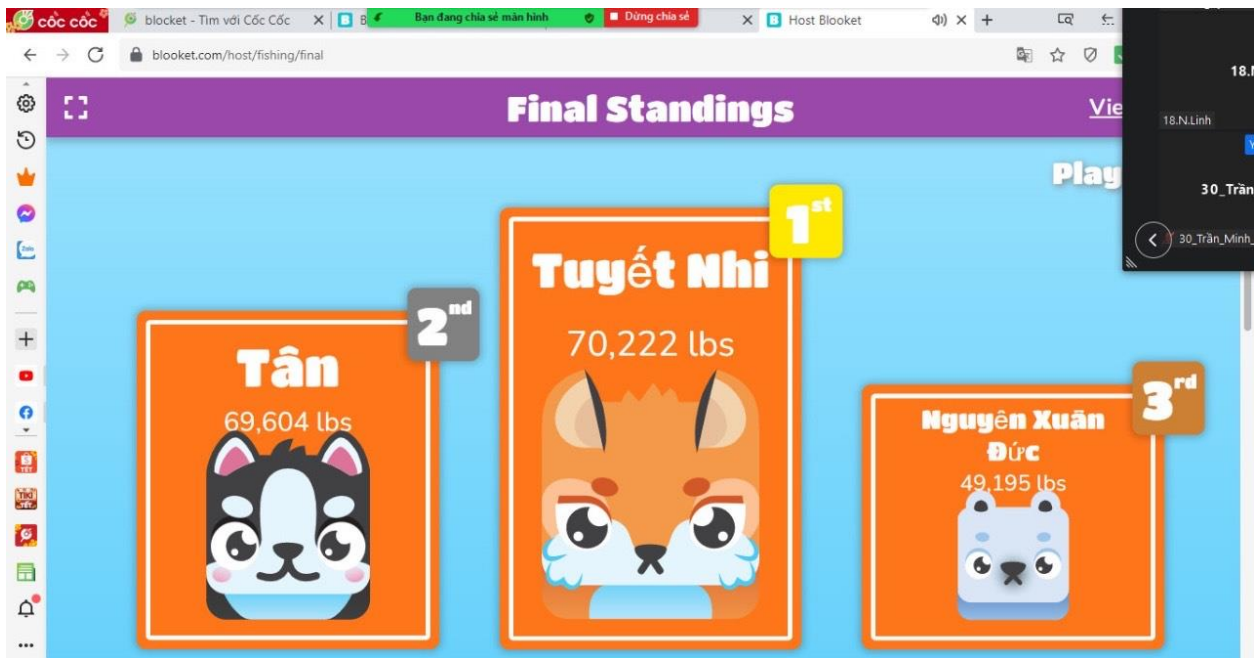 cốc cốc
blocket - Tìm với Cốc Cốc
B
Bạn đang chia sẻ màn hình
Dừng chia sẻ
Host Blooket
blooket.com/host/fishing/final
Final Standings
18.N.Linh
30_Trần
30_Trần_Minh_
1st
Tuyết Nhi
70,222 lbs
2nd
Tân
69,604 lbs
3rd
Nguyên Xuân
Đức
49,195 lbs
Zalo